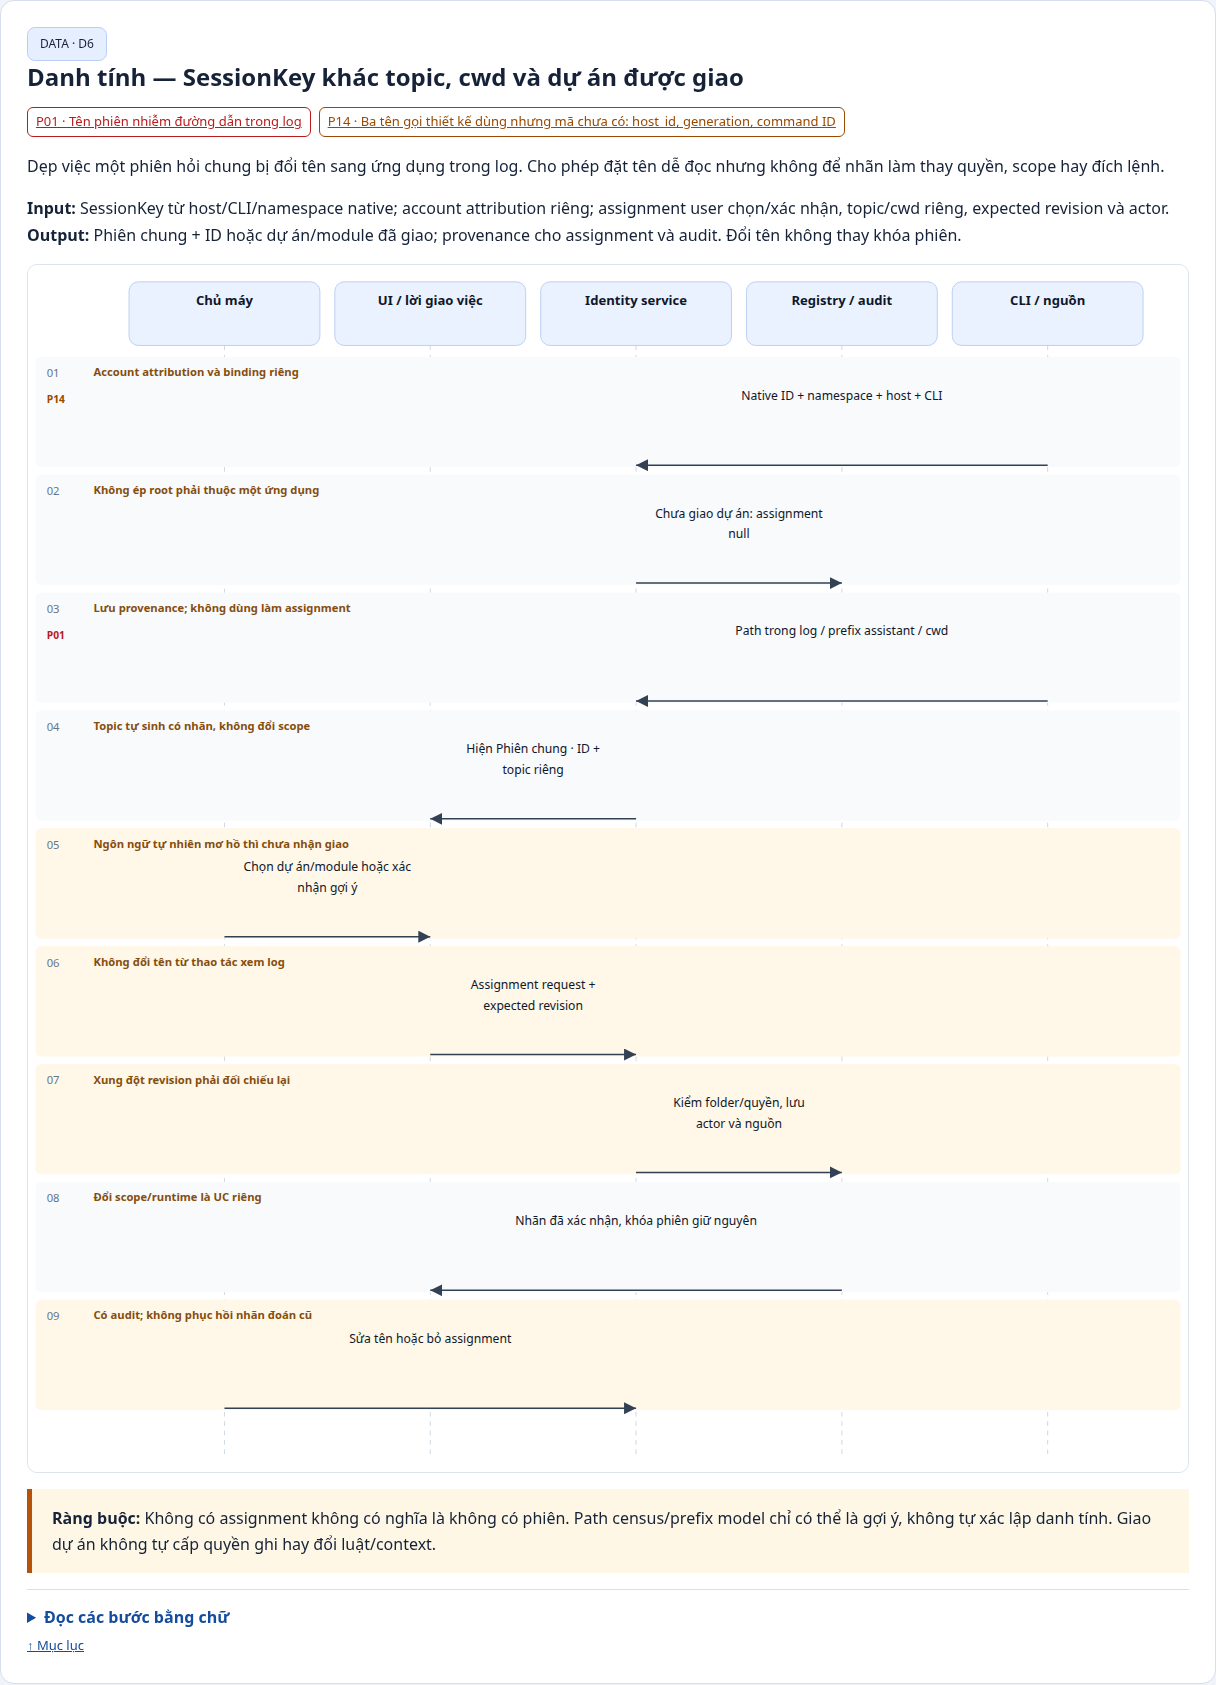 DATA · D6
Danh tính — SessionKey khác topic, cwd và dự án được giao
P01 · Tên phiên nhiễm đường dẫn trong log
P14 · Ba tên gọi thiết kế dùng nhưng mã chưa có: host_id, generation, command ID
Dẹp việc một phiên hỏi chung bị đổi tên sang ứng dụng trong log. Cho phép đặt tên dễ đọc nhưng không để nhãn làm thay quyền, scope hay đích lệnh.
Input: SessionKey từ host/CLI/namespace native; account attribution riêng; assignment user chọn/xác nhận, topic/cwd riêng, expected revision và actor.
Output: Phiên chung + ID hoặc dự án/module đã giao; provenance cho assignment và audit. Đổi tên không thay khóa phiên.
Chủ máy
UI / lời giao việc
Identity service
Registry / audit
CLI / nguồn
01
Account attribution và binding riêng
P14
Native ID + namespace + host + CLI
02
Không ép root phải thuộc một ứng dụng
Chưa giao dự án: assignment
null
03
Lưu provenance; không dùng làm assignment
P01
Path trong log / prefix assistant / cwd
04
Topic tự sinh có nhãn, không đổi scope
Hiện Phiên chung · ID +
topic riêng
05
Ngôn ngữ tự nhiên mơ hồ thì chưa nhận giao
Chọn dự án/module hoặc xác
nhận gợi ý
06
Không đổi tên từ thao tác xem log
Assignment request +
expected revision
07
Xung đột revision phải đối chiếu lại
Kiểm folder/quyền, lưu
actor và nguồn
08
Đổi scope/runtime là UC riêng
Nhãn đã xác nhận, khóa phiên giữ nguyên
09
Có audit; không phục hồi nhãn đoán cũ
Sửa tên hoặc bỏ assignment
Ràng buộc: Không có assignment không có nghĩa là không có phiên. Path census/prefix model chỉ có thể là gợi ý, không tự xác lập danh tính. Giao
dự án không tự cấp quyền ghi hay đổi luật/context.
Đọc các bước bằng chữ
↑ Mục lục